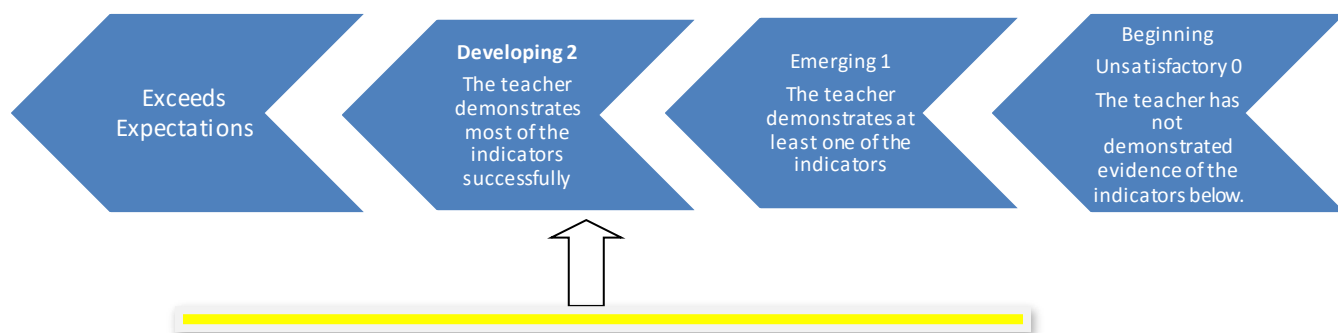 Exceeds
Expectations
Developing 2
The teacher
demonstrates
most of the
indicators
successfully
Emerging 1
The teacher
demonstrates at
least one of the
indicators
Beginning
Unsatisfactory 0
The teacher has
not
demonstrated
evidence of the
indicators below.